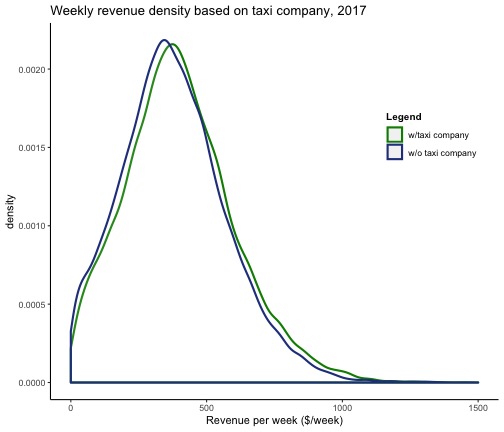 Weekly revenue density based on taxi company, 2017
density
0.0020
0.0015
0.0010
0.0005
0.0000
Legend
w/taxi company
w/o taxi company
0 500 1000 1500
Revenue per week ($/week)